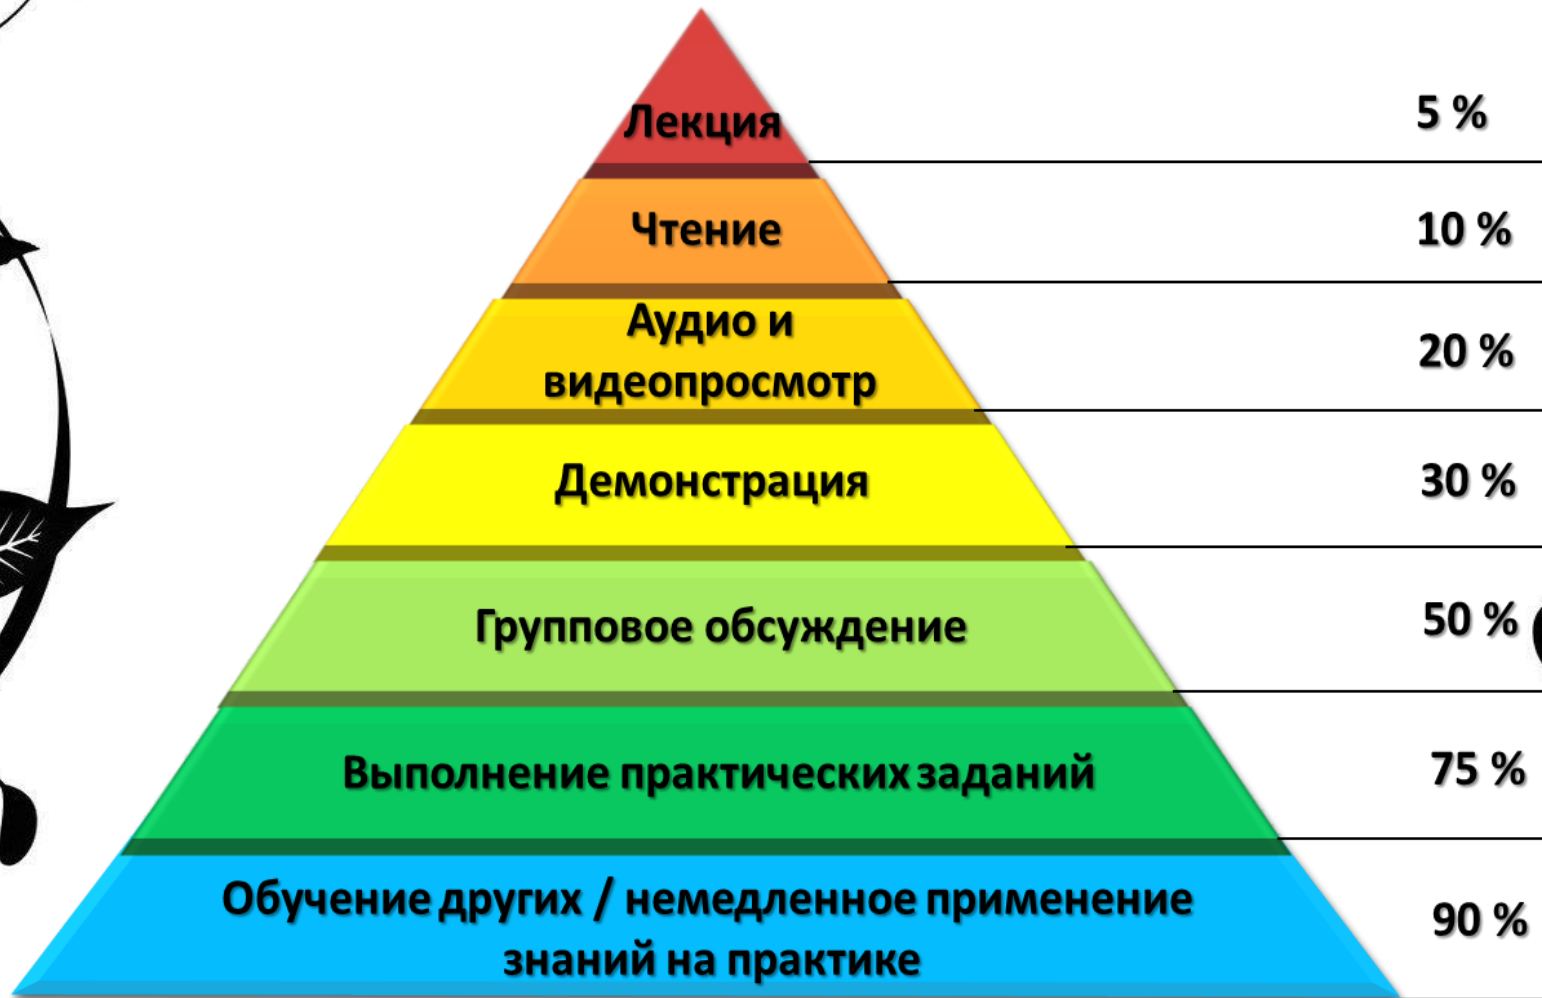 Лекция
5 %
Чтение
10 %
Аудио и
видеопросмотр
20 %
Демонстрация
30 %
Групповое обсуждение
50 %
Выполнение практических заданий
75 %
Обучение других / немедленное применение
знаний на практике
90 %